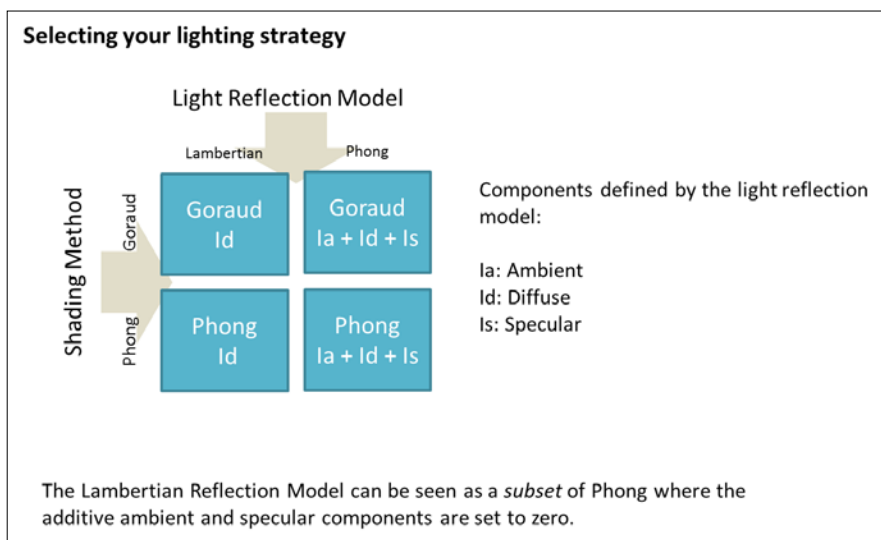 Selecting your lighting strategy
Light Reflection Model
Lambertian
Phong
Shading Method
Goraud
Phong
Goraud
Id
Goraud
Ia + Id + Is
Phong
Id
Phong
Ia + Id + Is
Components defined by the light reflection
model:
Ia: Ambient
Id: Diffuse
Is: Specular
The Lambertian Reflection Model can be seen as a subset of Phong where the
additive ambient and specular components are set to zero.